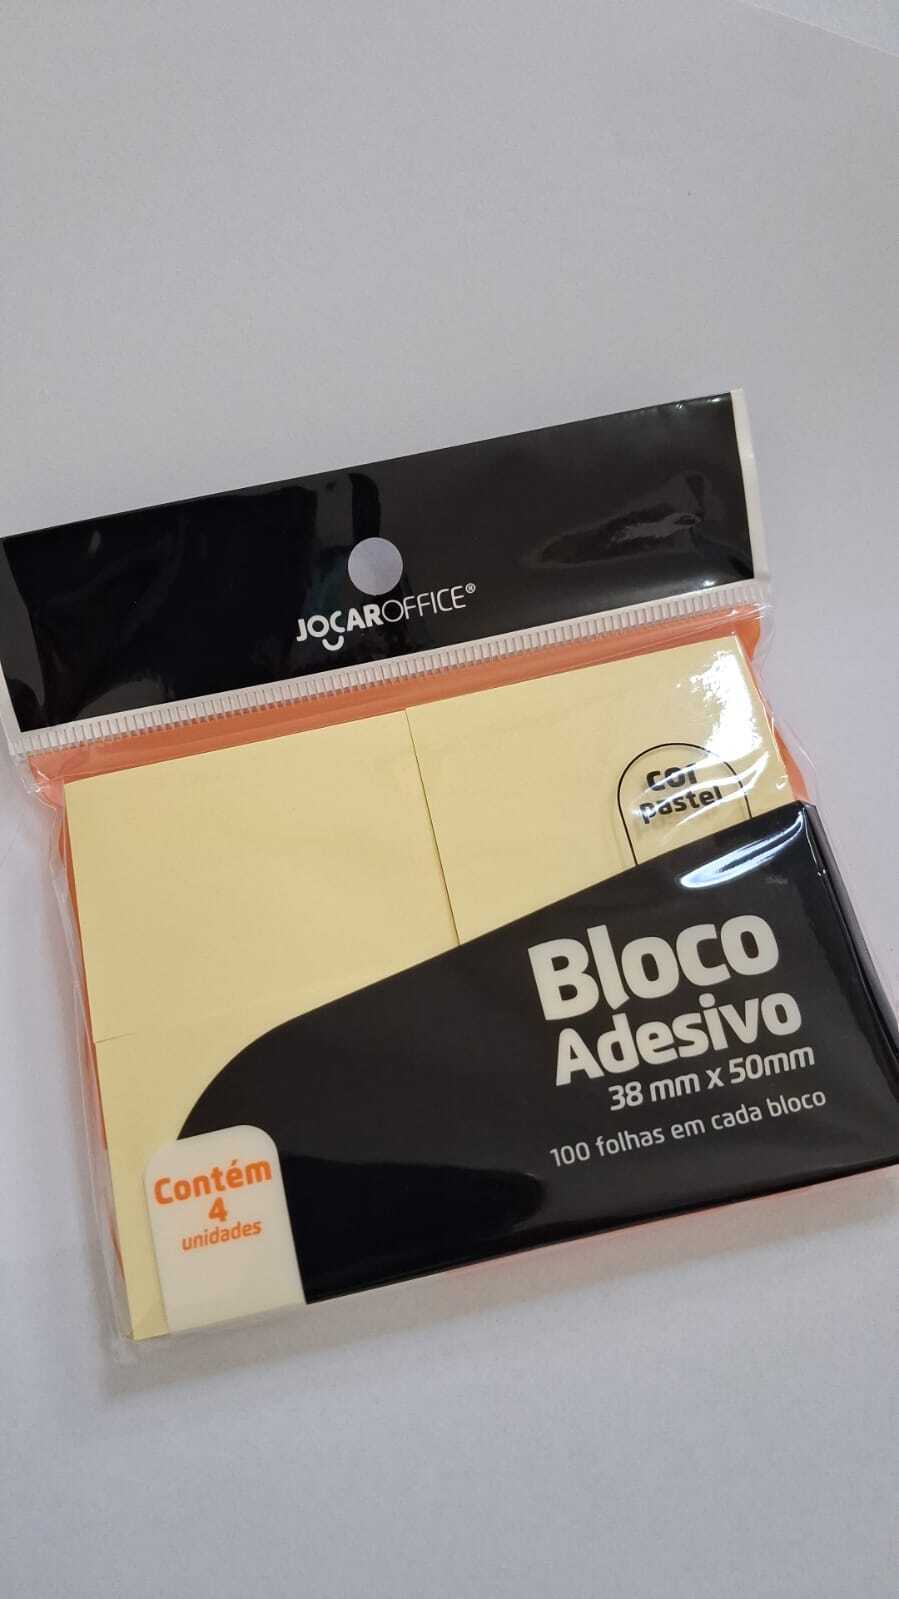 JOCAROFFICE®
cor
pastel
Bloco
Adesivo
38 mm x 50mm
100 folhas em cada bloco
Contém
4
unidades